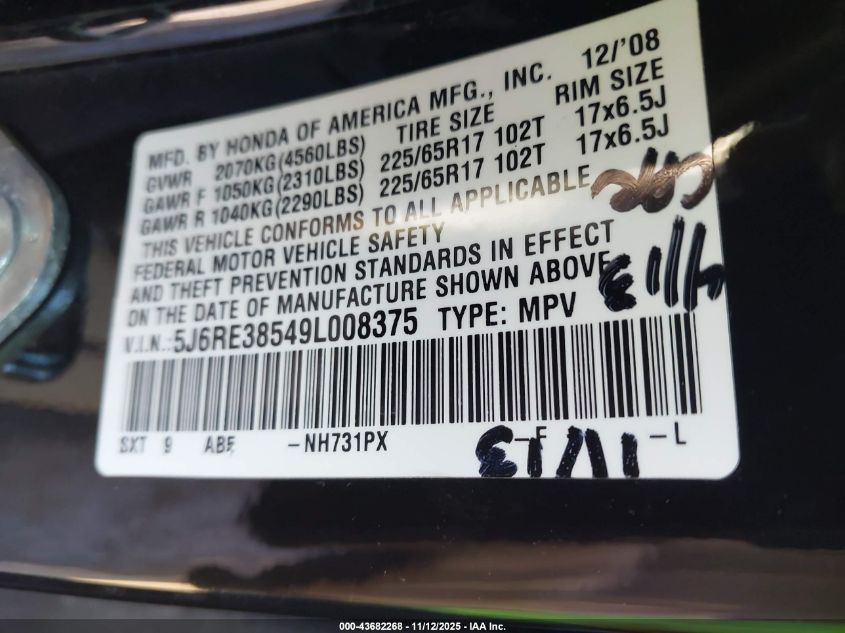 MFD. BY HONDA OF AMERICA MFG., INC. 12/'08
GVWR 2070KG(4560LBS) TIRE SIZE RIM SIZE
GAWR F 1050KG(2310LBS) 225/65R17 102T 17x6.5J
GAWR R 1040KG(2290LBS) 225/65R17 102T 17x6.5J
THIS VEHICLE CONFORMS TO ALL APPLICABLE
FEDERAL MOTOR VEHICLE SAFETY
AND THEFT PREVENTION STANDARDS IN EFFECT
ON THE DATE OF MANUFACTURE SHOWN ABOVE
V.I.N.:5J6RE38549L008375 TYPE: MPV
SXT 9 ABE -NH731PX -F -L
000-43682268 - 11/12/2025 - IAA Inc.